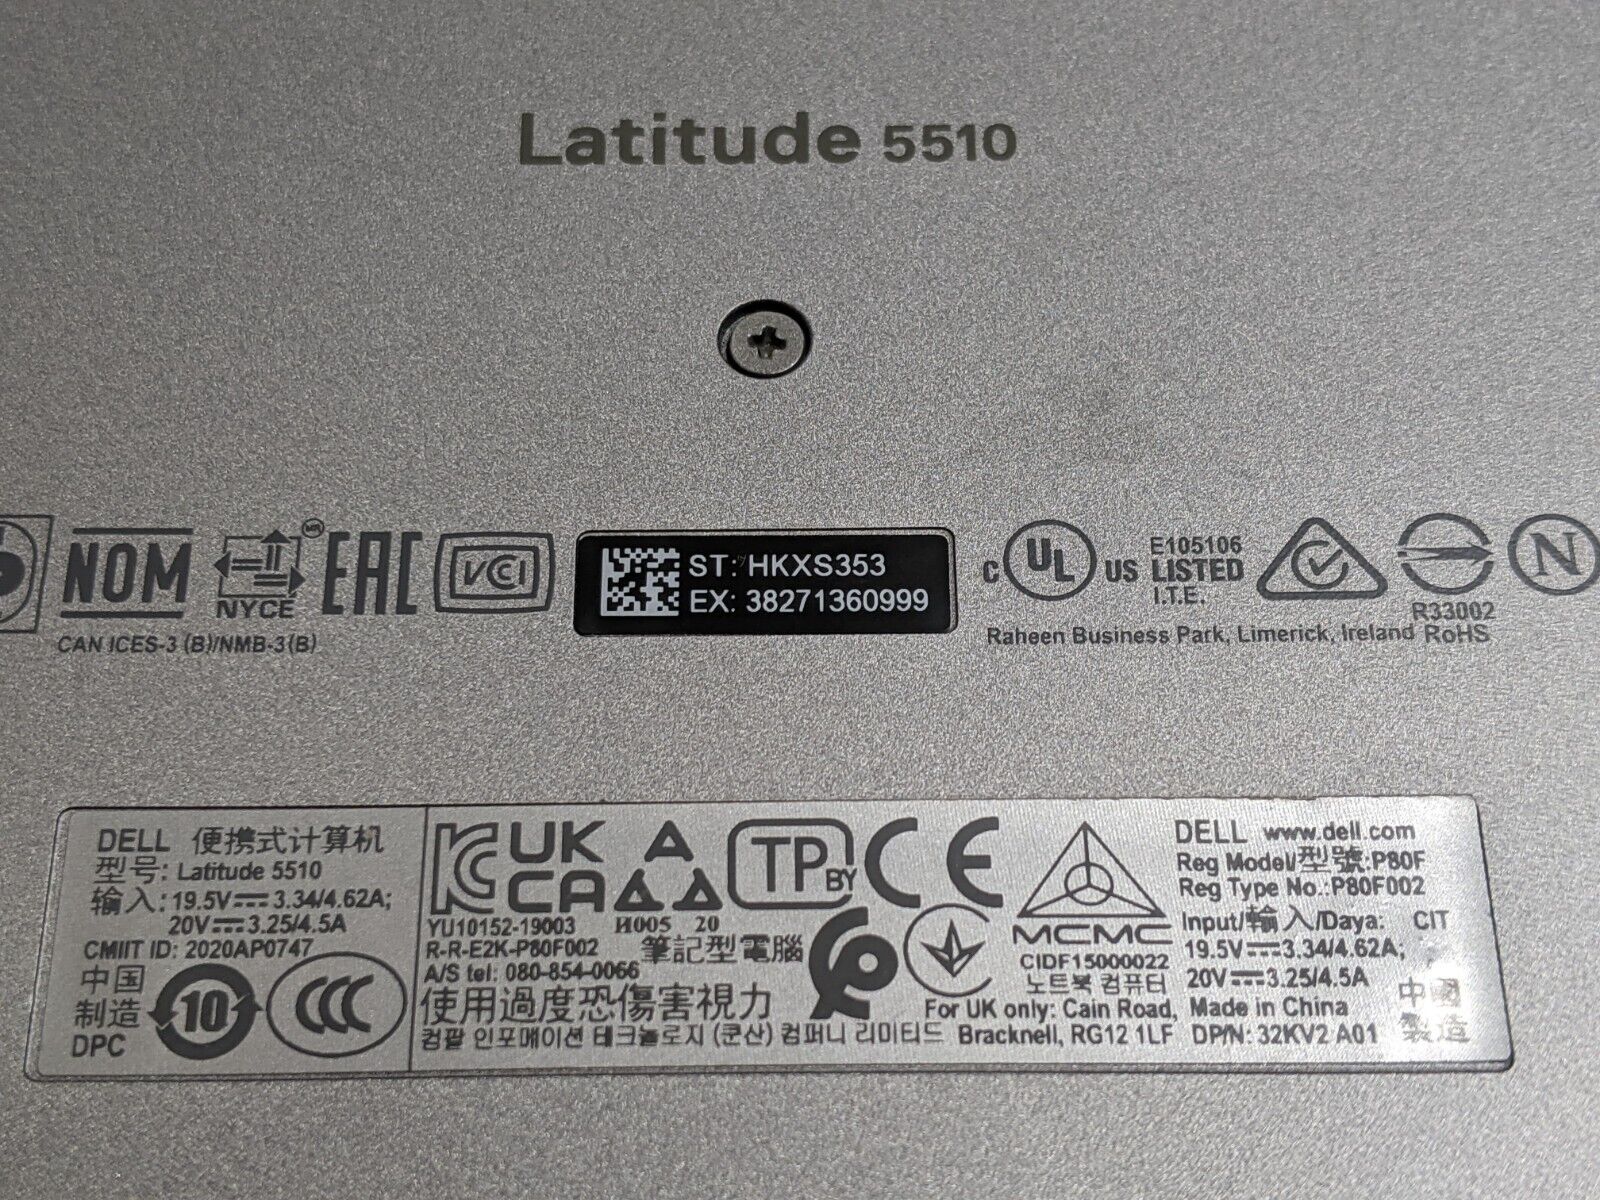 Latitude 5510
NOM
NYCE
EAC
VCI
CAN ICES-3 (B)/NMB-3(B)
ST: HKXS353
EX: 38271360999
C UL US
E105106
LISTED
I.T.E.
R33002
RoHS
N
Raheen Business Park, Limerick, Ireland
DELL 便携式计算机
型号: Latitude 5510
输入: 19.5V 3.34/4.62A;
20V 3.25/4.5A
CMIIT ID: 2020AP0747
中国
制造
DPC
10
CCC
KC
UK
CA
YU10152-19003
R-R-E2K-P80F002
A/S tel: 080-854-0066
И005 20
筆記型電腦
使用過度恐傷害視力
컴팔 인포메이션 테크놀로지 (쿤산) 컴퍼니 리미티드
TP BY
CE
MCMC
CIDF15000022
노트북 컴퓨터
For UK only: Cain Road,
Bracknell, RG12 1LF
DELL www.dell.com
Reg Model/型號:P80F
Reg Type No.:P80F002
Input/輸入/Daya: CIT
19.5V 3.34/4.62A;
20V 3.25/4.5A
Made in China
DP/N: 32KV2 A01
中國
製造